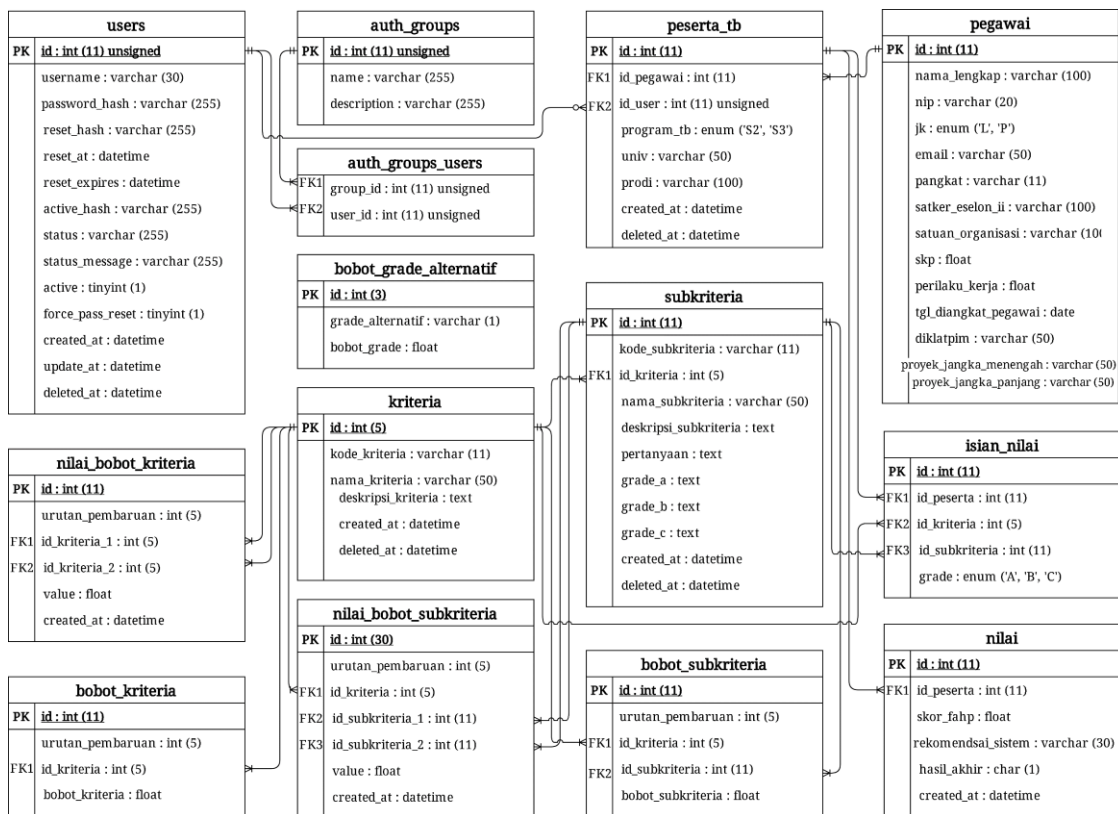 users
PK id : int (11) unsigned
username : varchar (30)
password_hash : varchar (255)
reset_hash : varchar (255)
reset_at : datetime
reset_expires : datetime
active_hash : varchar (255)
status : varchar (255)
status_message : varchar (255)
active : tinyint (1)
force_pass_reset : tinyint (1)
created_at : datetime
update_at : datetime
deleted_at : datetime
auth_groups
PK id : int (11) unsigned
name : varchar (255)
description : varchar (255)
auth_groups_users
FK1 group_id : int (11) unsigned
FK2 user_id : int (11) unsigned
peserta_tb
PK id : int (11)
FK1 id_pegawai : int (11)
FK2 id_user : int (11) unsigned
program_tb : enum ('S2', 'S3')
univ : varchar (50)
prodi : varchar (100)
created_at : datetime
deleted_at : datetime
pegawai
PK id : int (11)
nama_lengkap : varchar (100)
nip : varchar (20)
jk : enum ('L', 'P')
email : varchar (50)
pangkat : varchar (11)
satker_eselon_ii : varchar (100)
satuan_organisasi : varchar (100
skp : float
perilaku_kerja : float
tgl_diangkat_pegawai : date
diklatpim : varchar (50)
proyek_jangka_menengah : varchar (50)
proyek_jangka_panjang : varchar (50)
bobot_grade_alternatif
PK id : int (3)
grade_alternatif : varchar (1)
bobot_grade : float
subkriteria
PK id : int (11)
kode_subkriteria : varchar (11)
FK1 id_kriteria : int (5)
nama_subkriteria : varchar (50)
deskripsi_subkriteria : text
pertanyaan : text
grade_a : text
grade_b : text
grade_c : text
created_at : datetime
deleted_at : datetime
kriteria
PK id : int (5)
kode_kriteria : varchar (11)
nama_kriteria : varchar (50)
deskripsi_kriteria : text
created_at : datetime
deleted_at : datetime
nilai_bobot_kriteria
PK id : int (11)
urutan_pembaruan : int (5)
FK1 id_kriteria_1 : int (5)
FK2 id_kriteria_2 : int (5)
value : float
created_at : datetime
isian_nilai
PK id : int (11)
FK1 id_peserta : int (11)
FK2 id_kriteria : int (5)
FK3 id_subkriteria : int (11)
grade : enum ('A', 'B', 'C')
nilai_bobot_subkriteria
PK id : int (30)
urutan_pembaruan : int (5)
FK1 id_kriteria : int (5)
FK2 id_subkriteria_1 : int (11)
FK3 id_subkriteria_2 : int (11)
value : float
created_at : datetime
bobot_kriteria
PK id : int (11)
urutan_pembaruan : int (5)
FK1 id_kriteria : int (5)
bobot_kriteria : float
bobot_subkriteria
PK id : int (11)
urutan_pembaruan : int (5)
FK1 id_kriteria : int (5)
FK2 id_subkriteria : int (11)
bobot_subkriteria : float
nilai
PK id : int (11)
FK1 id_peserta : int (11)
skor_fahp : float
rekomendsai_sistem : varchar (30)
hasil_akhir : char (1)
created_at : datetime